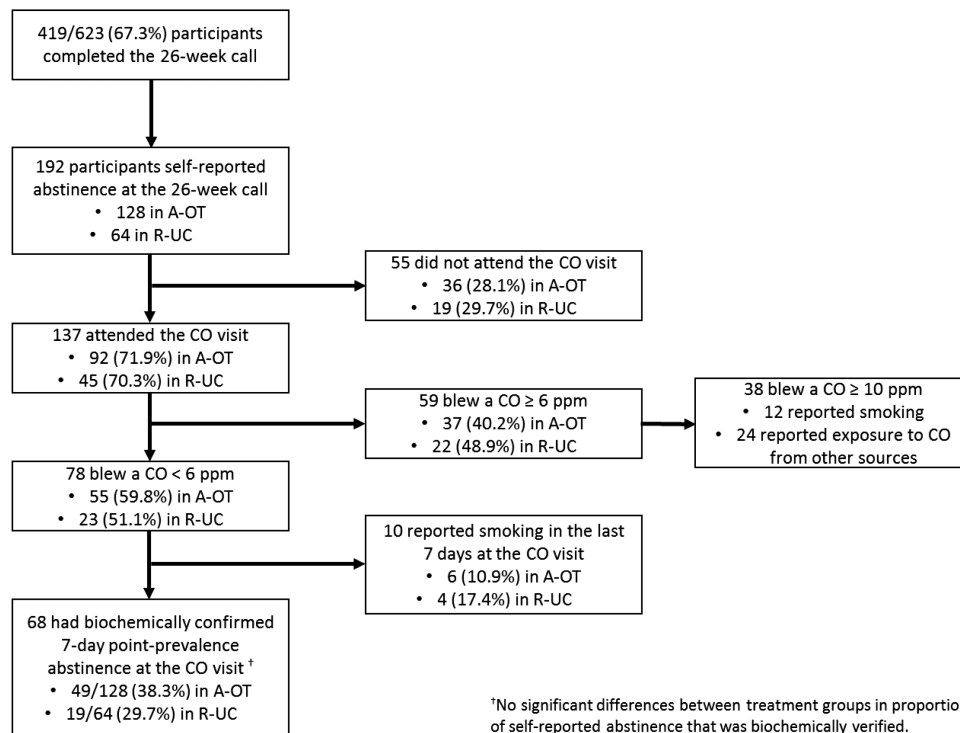 419/623 (67.3%) participants
completed the 26-week call
192 participants self-reported
abstinence at the 26-week call
• 128 in A-OT
• 64 in R-UC
55 did not attend the CO visit
• 36 (28.1%) in A-OT
• 19 (29.7%) in R-UC
137 attended the CO visit
• 92 (71.9%) in A-OT
• 45 (70.3%) in R-UC
59 blew a CO ≥ 6 ppm
• 37 (40.2%) in A-OT
• 22 (48.9%) in R-UC
38 blew a CO ≥ 10 ppm
• 12 reported smoking
• 24 reported exposure to CO
from other sources
78 blew a CO < 6 ppm
• 55 (59.8%) in A-OT
• 23 (51.1%) in R-UC
10 reported smoking in the last
7 days at the CO visit
• 6 (10.9%) in A-OT
• 4 (17.4%) in R-UC
68 had biochemically confirmed
7-day point-prevalence
abstinence at the CO visit †
• 49/128 (38.3%) in A-OT
• 19/64 (29.7%) in R-UC
†No significant differences between treatment groups in proportion
of self-reported abstinence that was biochemically verified.